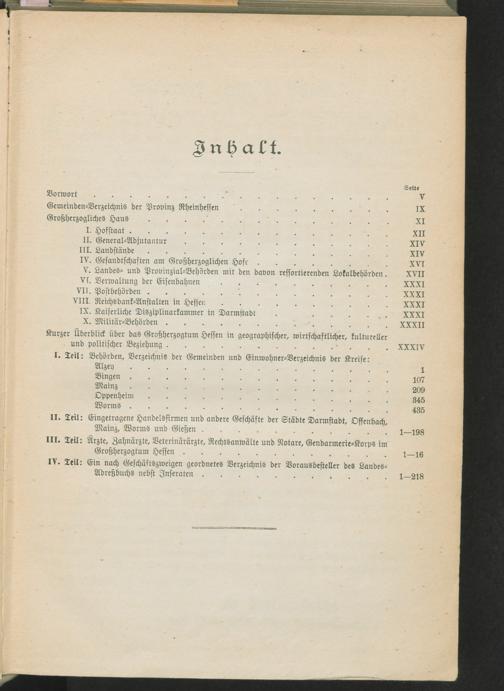 Inhalt.
Seite
Vorwort . . . . . . . . . . . . . . . V
Gemeinden-Verzeichnis der Provinz Rheinhessen . . . . . . . IX
Großherzogliches Haus . . . . . . . . . . . . . XI
I. Hofstaat . . . . . . . . . . . . . XII
II. General-Adjutantur . . . . . . . . . . . XIV
III. Landstände . . . . . . . . . . . . XIV
IV. Gesandtschaften am Großherzoglichen Hofe . . . . . . . XVI
V. Landes- und Provinzial-Behörden mit den davon ressortierenden Lokalbehörden . XVII
VI. Verwaltung der Eisenbahnen . . . . . . . . . XXXI
VII. Postbehörden . . . . . . . . . . . . XXXI
VIII. Reichsbank-Anstalten in Hessen . . . . . . . . XXXI
IX. Kaiserliche Disziplinarkammer in Darmstadt . . . . . . XXXI
X. Militär-Behörden . . . . . . . . . . . XXXII
Kurzer Überblick über das Großherzogtum Hessen in geographischer, wirtschaftlicher, kultureller
und politischer Beziehung . . . . . . . . . . XXXIV
I. Teil: Behörden, Verzeichnis der Gemeinden und Einwohner-Verzeichnis der Kreise:
Alzey . . . . . . . . . . . . . 1
Bingen . . . . . . . . . . . . . 107
Mainz . . . . . . . . . . . . . 209
Oppenheim . . . . . . . . . . . . 345
Worms . . . . . . . . . . . . . 435
II. Teil: Eingetragene Handelsfirmen und andere Geschäfte der Städte Darmstadt, Offenbach,
Mainz, Worms und Gießen . . . . . . . . . 1—198
III. Teil: Ärzte, Zahnärzte, Veterinärärzte, Rechtsanwälte und Notare, Gendarmerie-Korps im
Großherzogtum Hessen . . . . . . . . . . 1—16
IV. Teil: Ein nach Geschäftszweigen geordnetes Verzeichnis der Vorausbesteller des Landes-
Adreßbuchs nebst Inseraten . . . . . . . . . 1—218